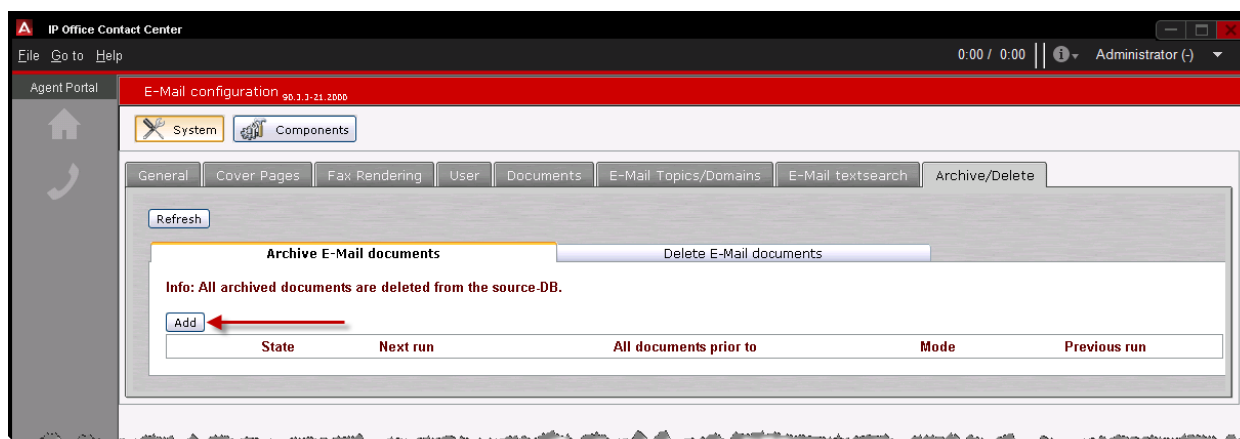 IP Office Contact Center
File Go to Help 0:00 / 0:00 Administrator (-)
Agent Portal
E-Mail configuration 90.3.3-21.2000
System Components
General Cover Pages Fax Rendering User Documents E-Mail Topics/Domains E-Mail textsearch Archive/Delete
Refresh
Archive E-Mail documents Delete E-Mail documents
Info: All archived documents are deleted from the source-DB.
Add
State Next run All documents prior to Mode Previous run